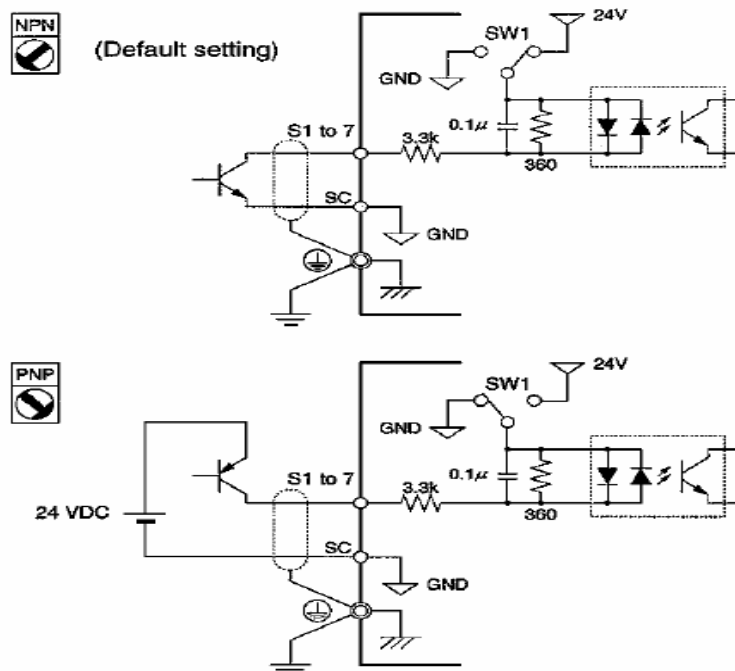 NPN
(Default setting)
24V
SW1
GND
S1 to 7
3.3k
0.1μ
360
SC
GND
PNP
24V
SW1
GND
S1 to 7
3.3k
0.1μ
360
24 VDC
SC
GND